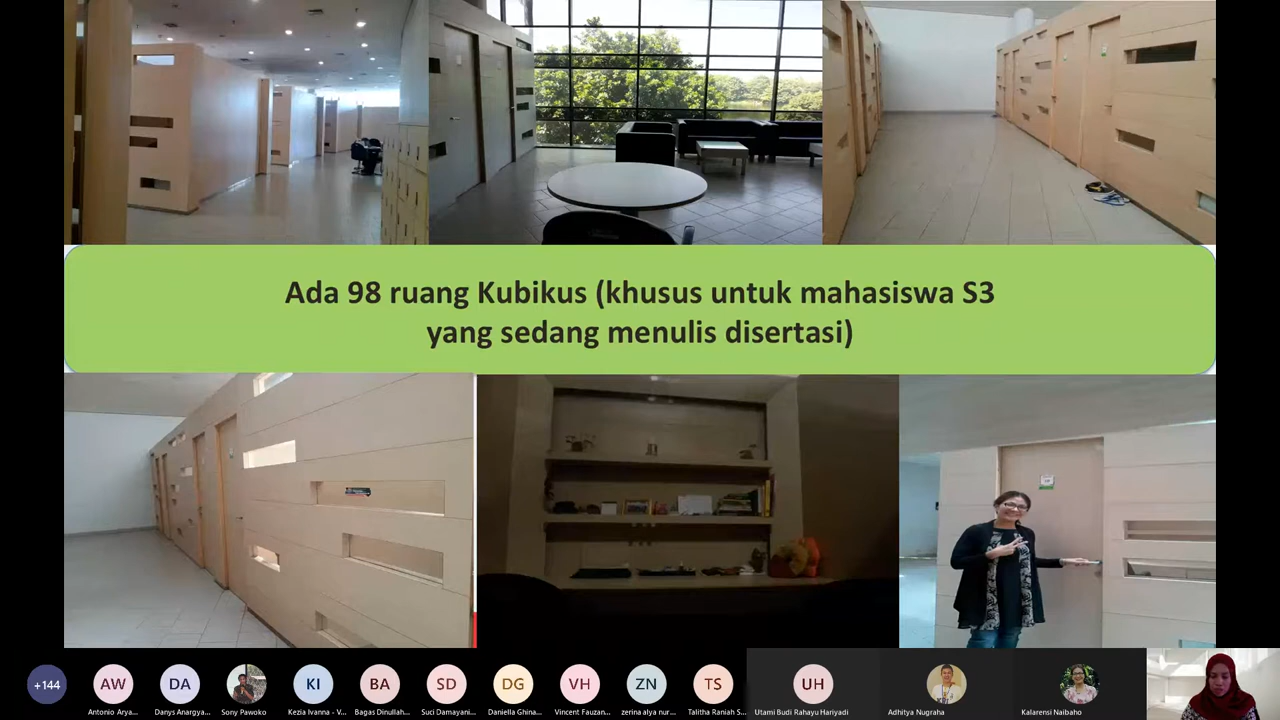 Ada 98 ruang Kubikus (khusus untuk mahasiswa S3
yang sedang menulis disertasi)
+144
AW
DA
KI
BA
SD
DG
VH
ZN
TS
UH
Antonio Arya...
Danys Anargya...
Sony Pawoko
Kezia Ivanna - V...
Bagas Dinullah...
Suci Damayani...
Daniella Ghina...
Vincent Fauzan...
zerina alya nur...
Talitha Raniah S...
Utami Budi Rahayu Hariyadi
Adhitya Nugraha
Kalarensi Naibaho